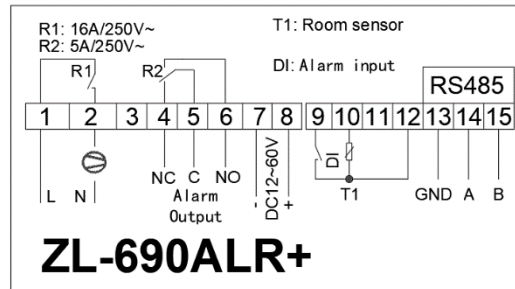 R1: 16A/250V~
R2: 5A/250V~
T1: Room sensor
DI: Alarm input
R1
R2
RS485
1 2 3 4 5 6 7 8 9 10 11 12 13 14 15
DI
L N
NC C NO
Alarm
Output
- DC12~60V +
T1
GND A B
ZL-690ALR+